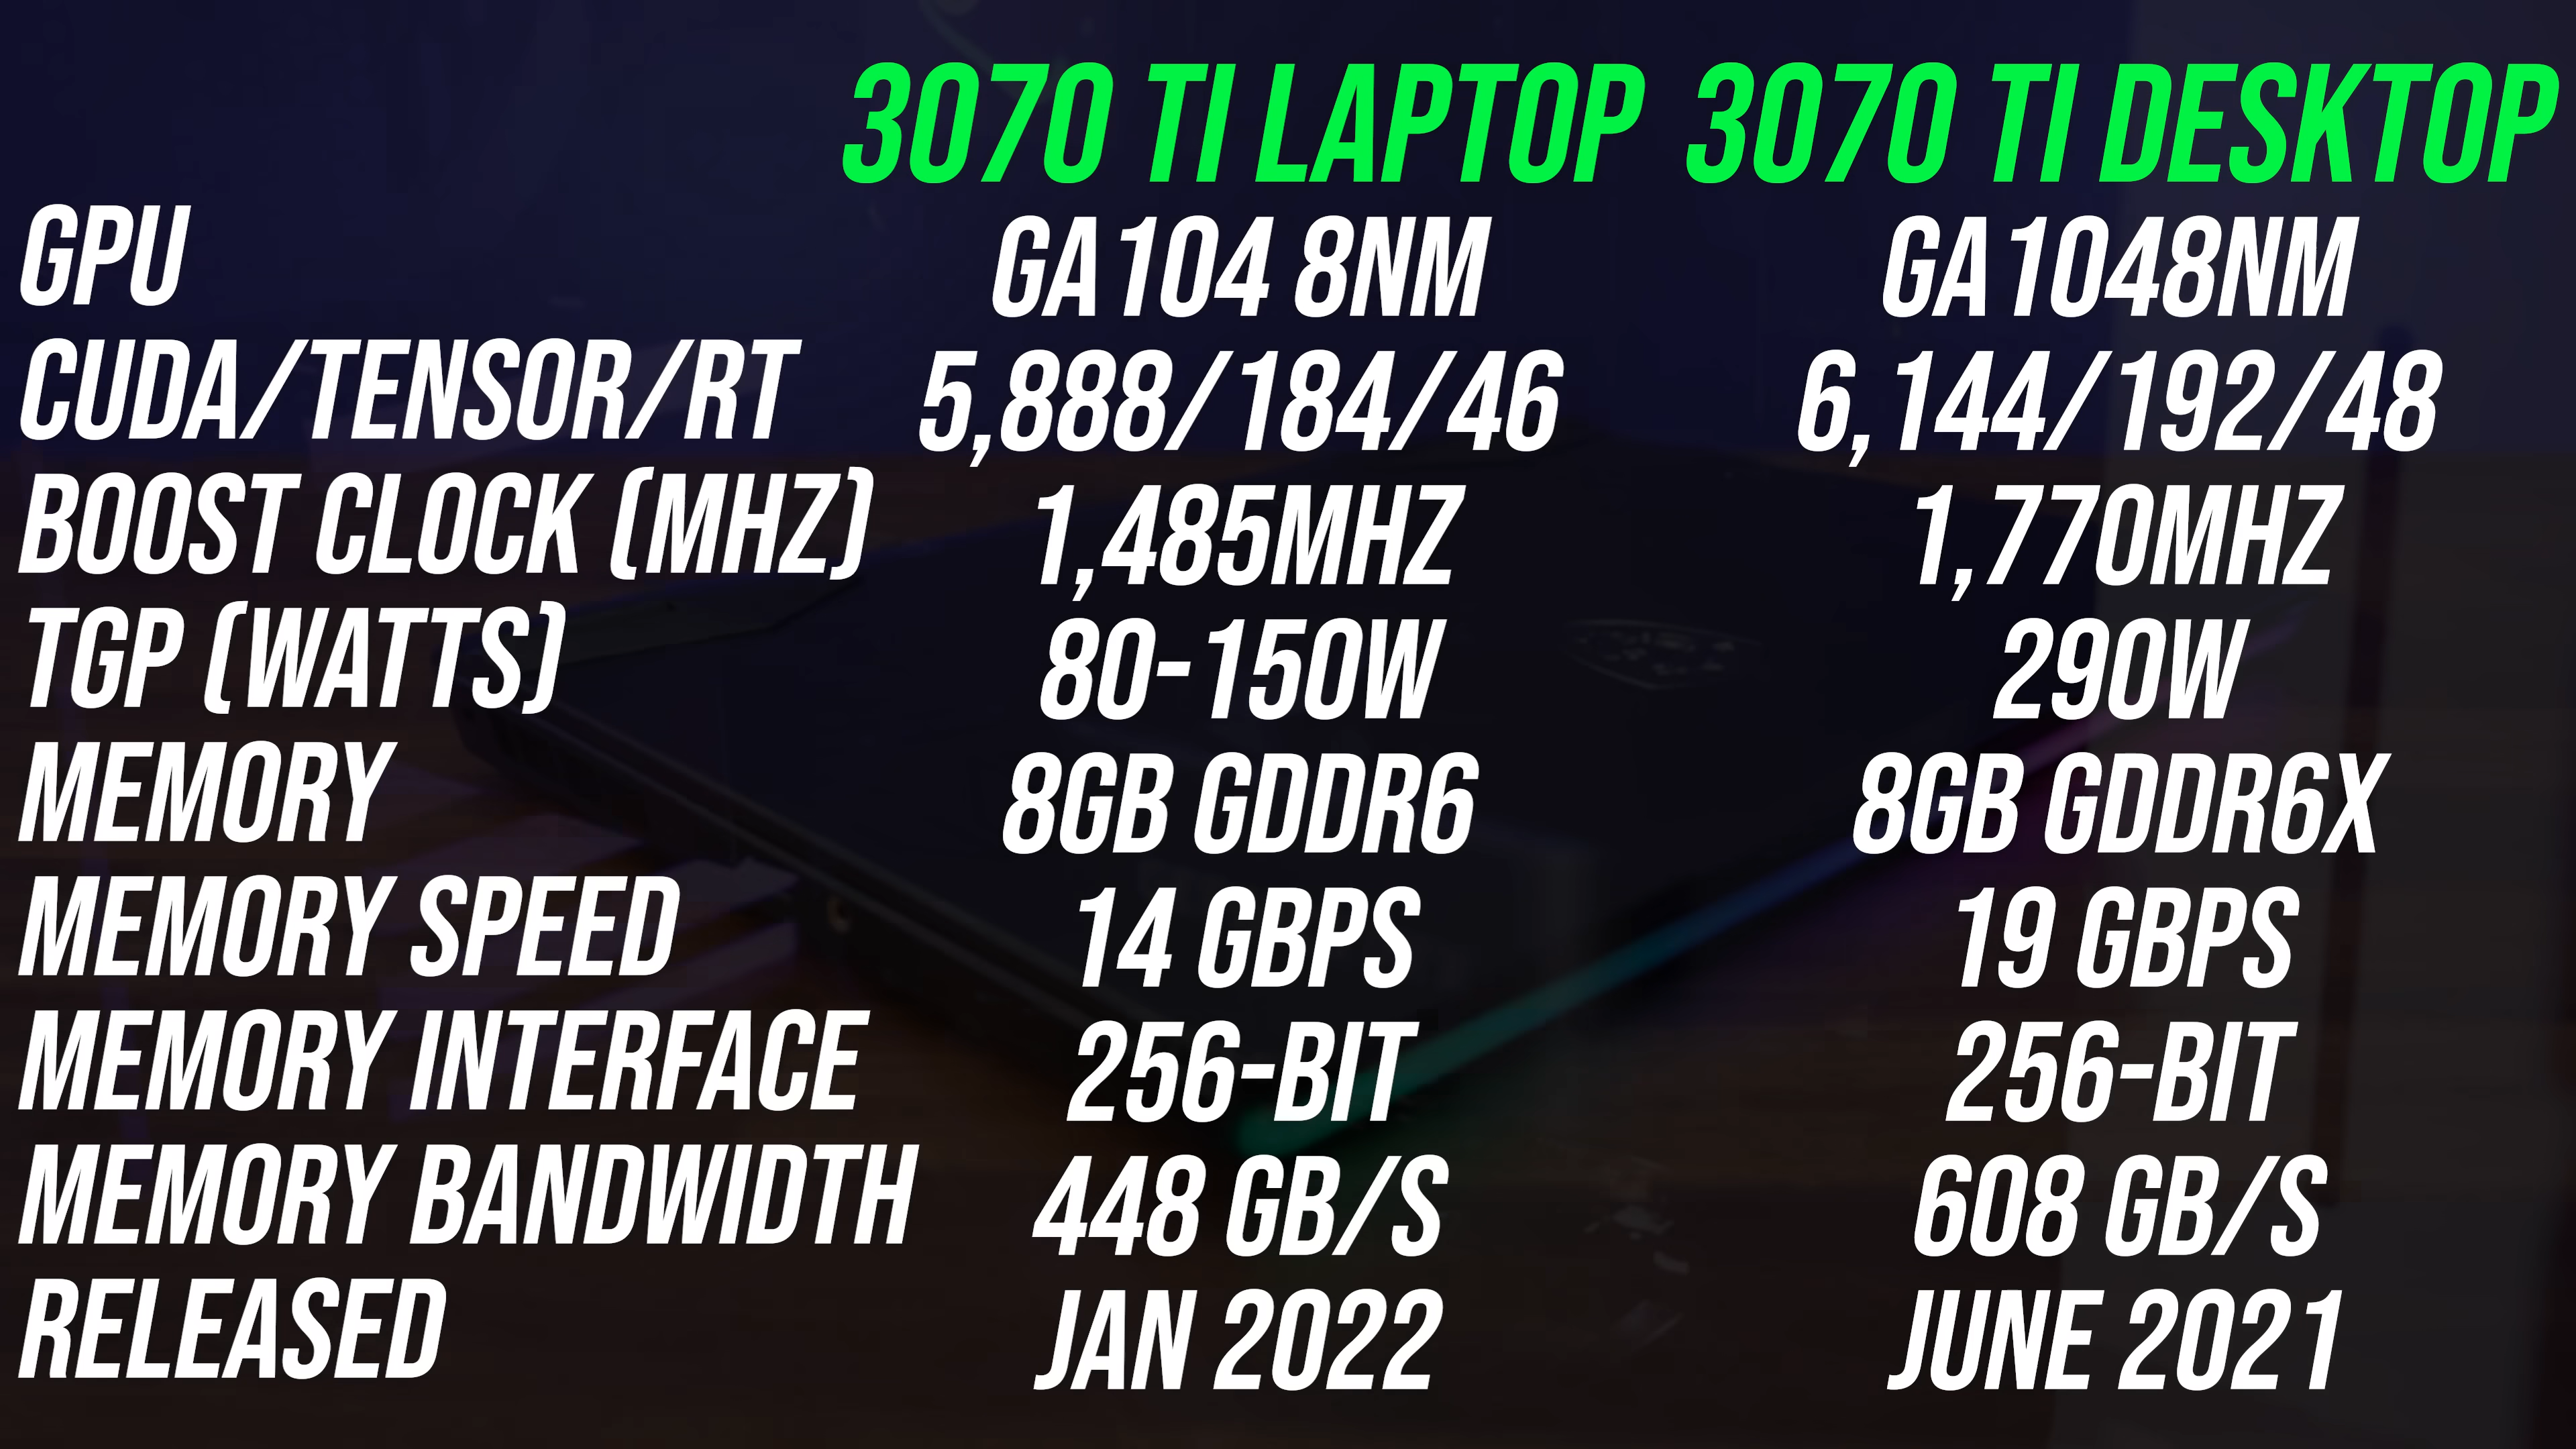 3070 TI LAPTOP 3070 TI DESKTOP
GPU GA104 8NM GA1048NM
CUDA/TENSOR/RT 5,888/184/46 6,144/192/48
BOOST CLOCK (MHZ) 1,485MHZ 1,770MHZ
TGP (WATTS) 80-150W 290W
MEMORY 8GB GDDR6 8GB GDDR6X
MEMORY SPEED 14 GBPS 19 GBPS
MEMORY INTERFACE 256-BIT 256-BIT
MEMORY BANDWIDTH 448 GB/S 608 GB/S
RELEASED JAN 2022 JUNE 2021